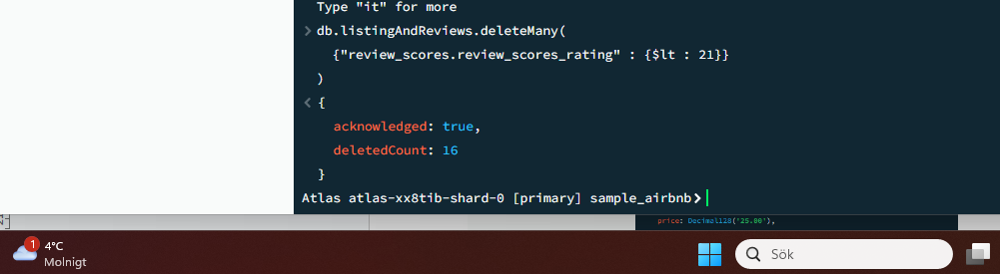 Type "it" for more
> db.listingAndReviews.deleteMany(
{"review_scores.review_scores_rating" : {$lt : 21}}
)
< {
acknowledged: true,
deletedCount: 16
}
Atlas atlas-xx8tib-shard-0 [primary] sample_airbnb>
price: Decimal128('25.00'),
1
4°C
Molnigt
Sök